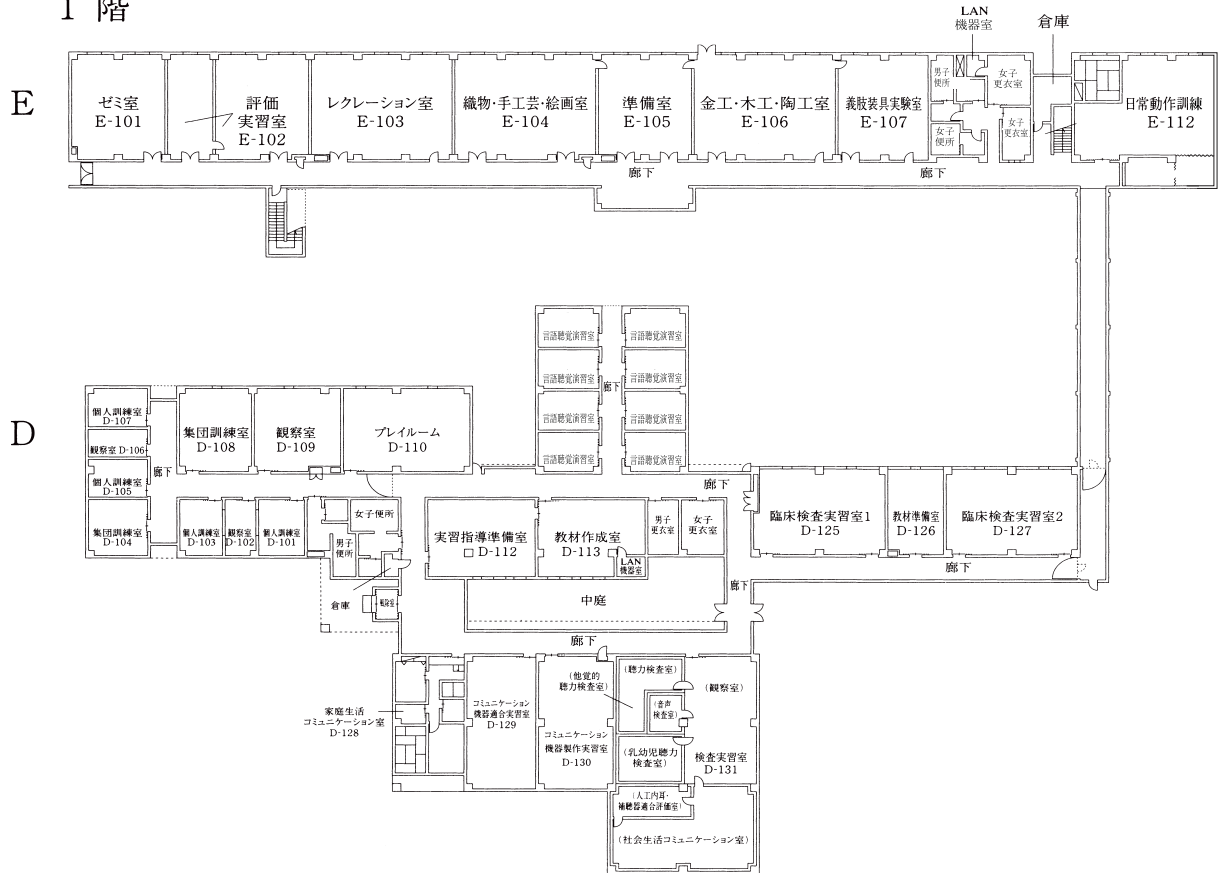 1 階
LAN
機器室
倉庫
E
ゼミ室
E-101
評価
実習室
E-102
レクレーション室
E-103
織物・手工芸・絵画室
E-104
準備室
E-105
金工・木工・陶工室
E-106
義肢装具実験室
E-107
男子
便所
女子
便所
女子
更衣室
女子
更衣室
日常動作訓練
E-112
廊下
廊下
言語聴覚演習室
言語聴覚演習室
言語聴覚演習室
言語聴覚演習室
廊下
言語聴覚演習室
言語聴覚演習室
言語聴覚演習室
言語聴覚演習室
D
個人訓練室
D-107
観察室 D-106
個人訓練室
D-105
集団訓練室
D-104
廊下
集団訓練室
D-108
観察室
D-109
プレイルーム
D-110
個人訓練室
D-103
観察室
D-102
個人訓練室
D-101
女子便所
男子
便所
倉庫
実習指導準備室
D-112
教材作成室
D-113
LAN
機器室
男子
更衣室
女子
更衣室
廊下
臨床検査実習室1
D-125
教材準備室
D-126
臨床検査実習室2
D-127
廊下
廊下
中庭
廊下
家庭生活
コミュニケーション室
D-128
コミュニケーション
機器適合実習室
D-129
(他覚的
聴力検査室)
コミュニケーション
機器製作実習室
D-130
(聴力検査室)
(音声
検査室)
(乳幼児聴力
検査室)
(観察室)
検査実習室
D-131
(人工内耳・
補聴器適合評価室)
(社会生活コミュニケーション室)